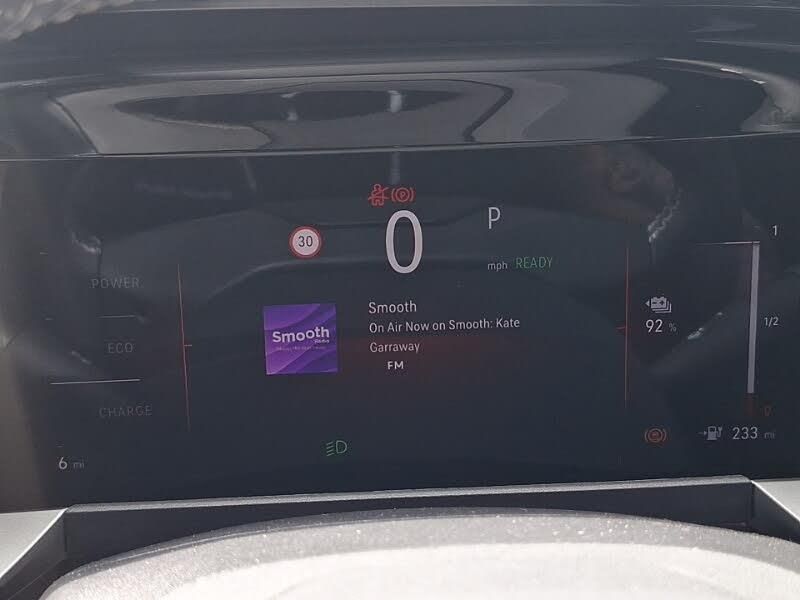 30
0
P
mph READY
1
POWER
ECO
CHARGE
Smooth
Radio
Smooth
On Air Now on Smooth: Kate
Garraway
FM
92 %
1/2
0
6 mi
233 mi